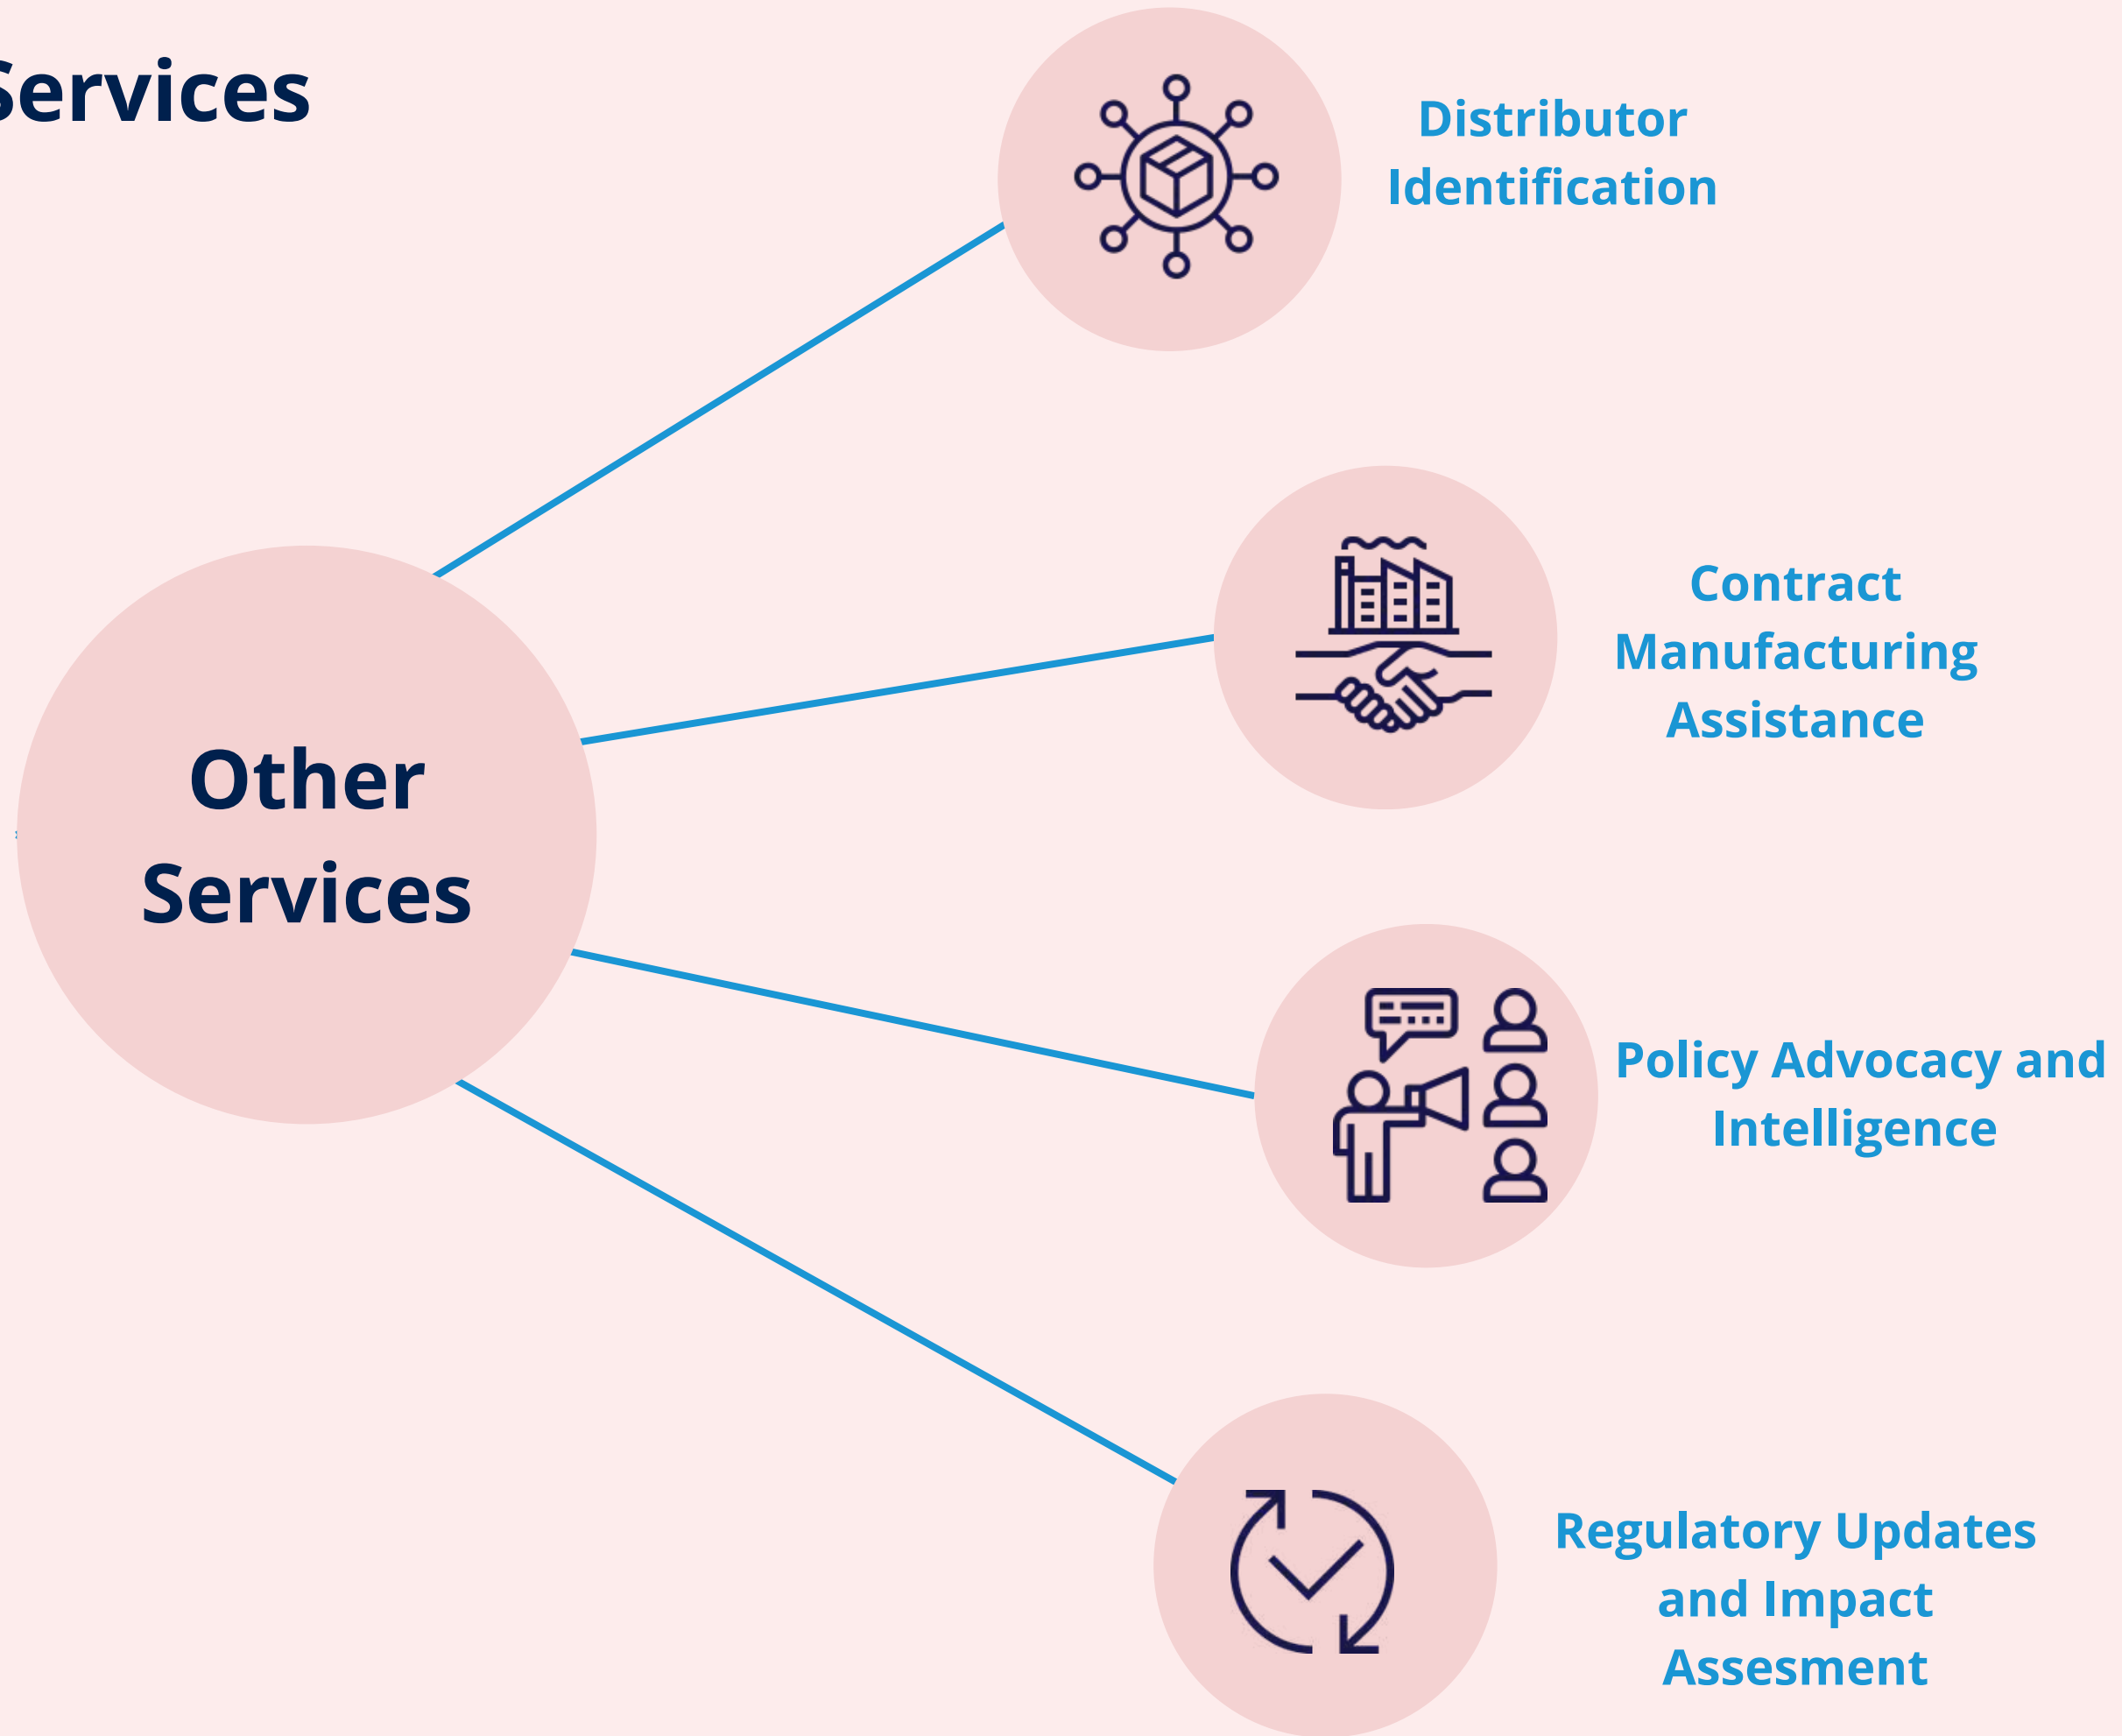 Services
Distributor
Identification
Contract
Manufacturing
Assistance
Other
Services
Policy Advocacy and
Intelligence
Regulatory Updates
and Impact
Assesment